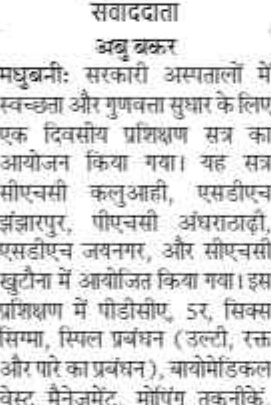 सवाददाता
अबु बकर
मधुबनी: सरकारी अस्पतालों में
स्वच्छता और गुणवत्ता सुधार के लिए
एक दिवसीय प्रशिक्षण सत्र का
आयोजन किया गया। यह सत्र
सीएचसी कलुआही, एसडीएच
झंझारपुर, पीएचसी अंधराठाढ़ी,
एसडीएच जयनगर, और सीएचसी
खुटौना में आयोजित किया गया। इस
प्रशिक्षण में पीडीसीए, 5र, सिक्स
सिग्मा, स्पिल प्रबंधन (उल्टी, रक्त
और पारे का प्रबंधन), बायोमेडिकल
वेस्ट मैनेजमेंट, मोपिंग तकनीकें,